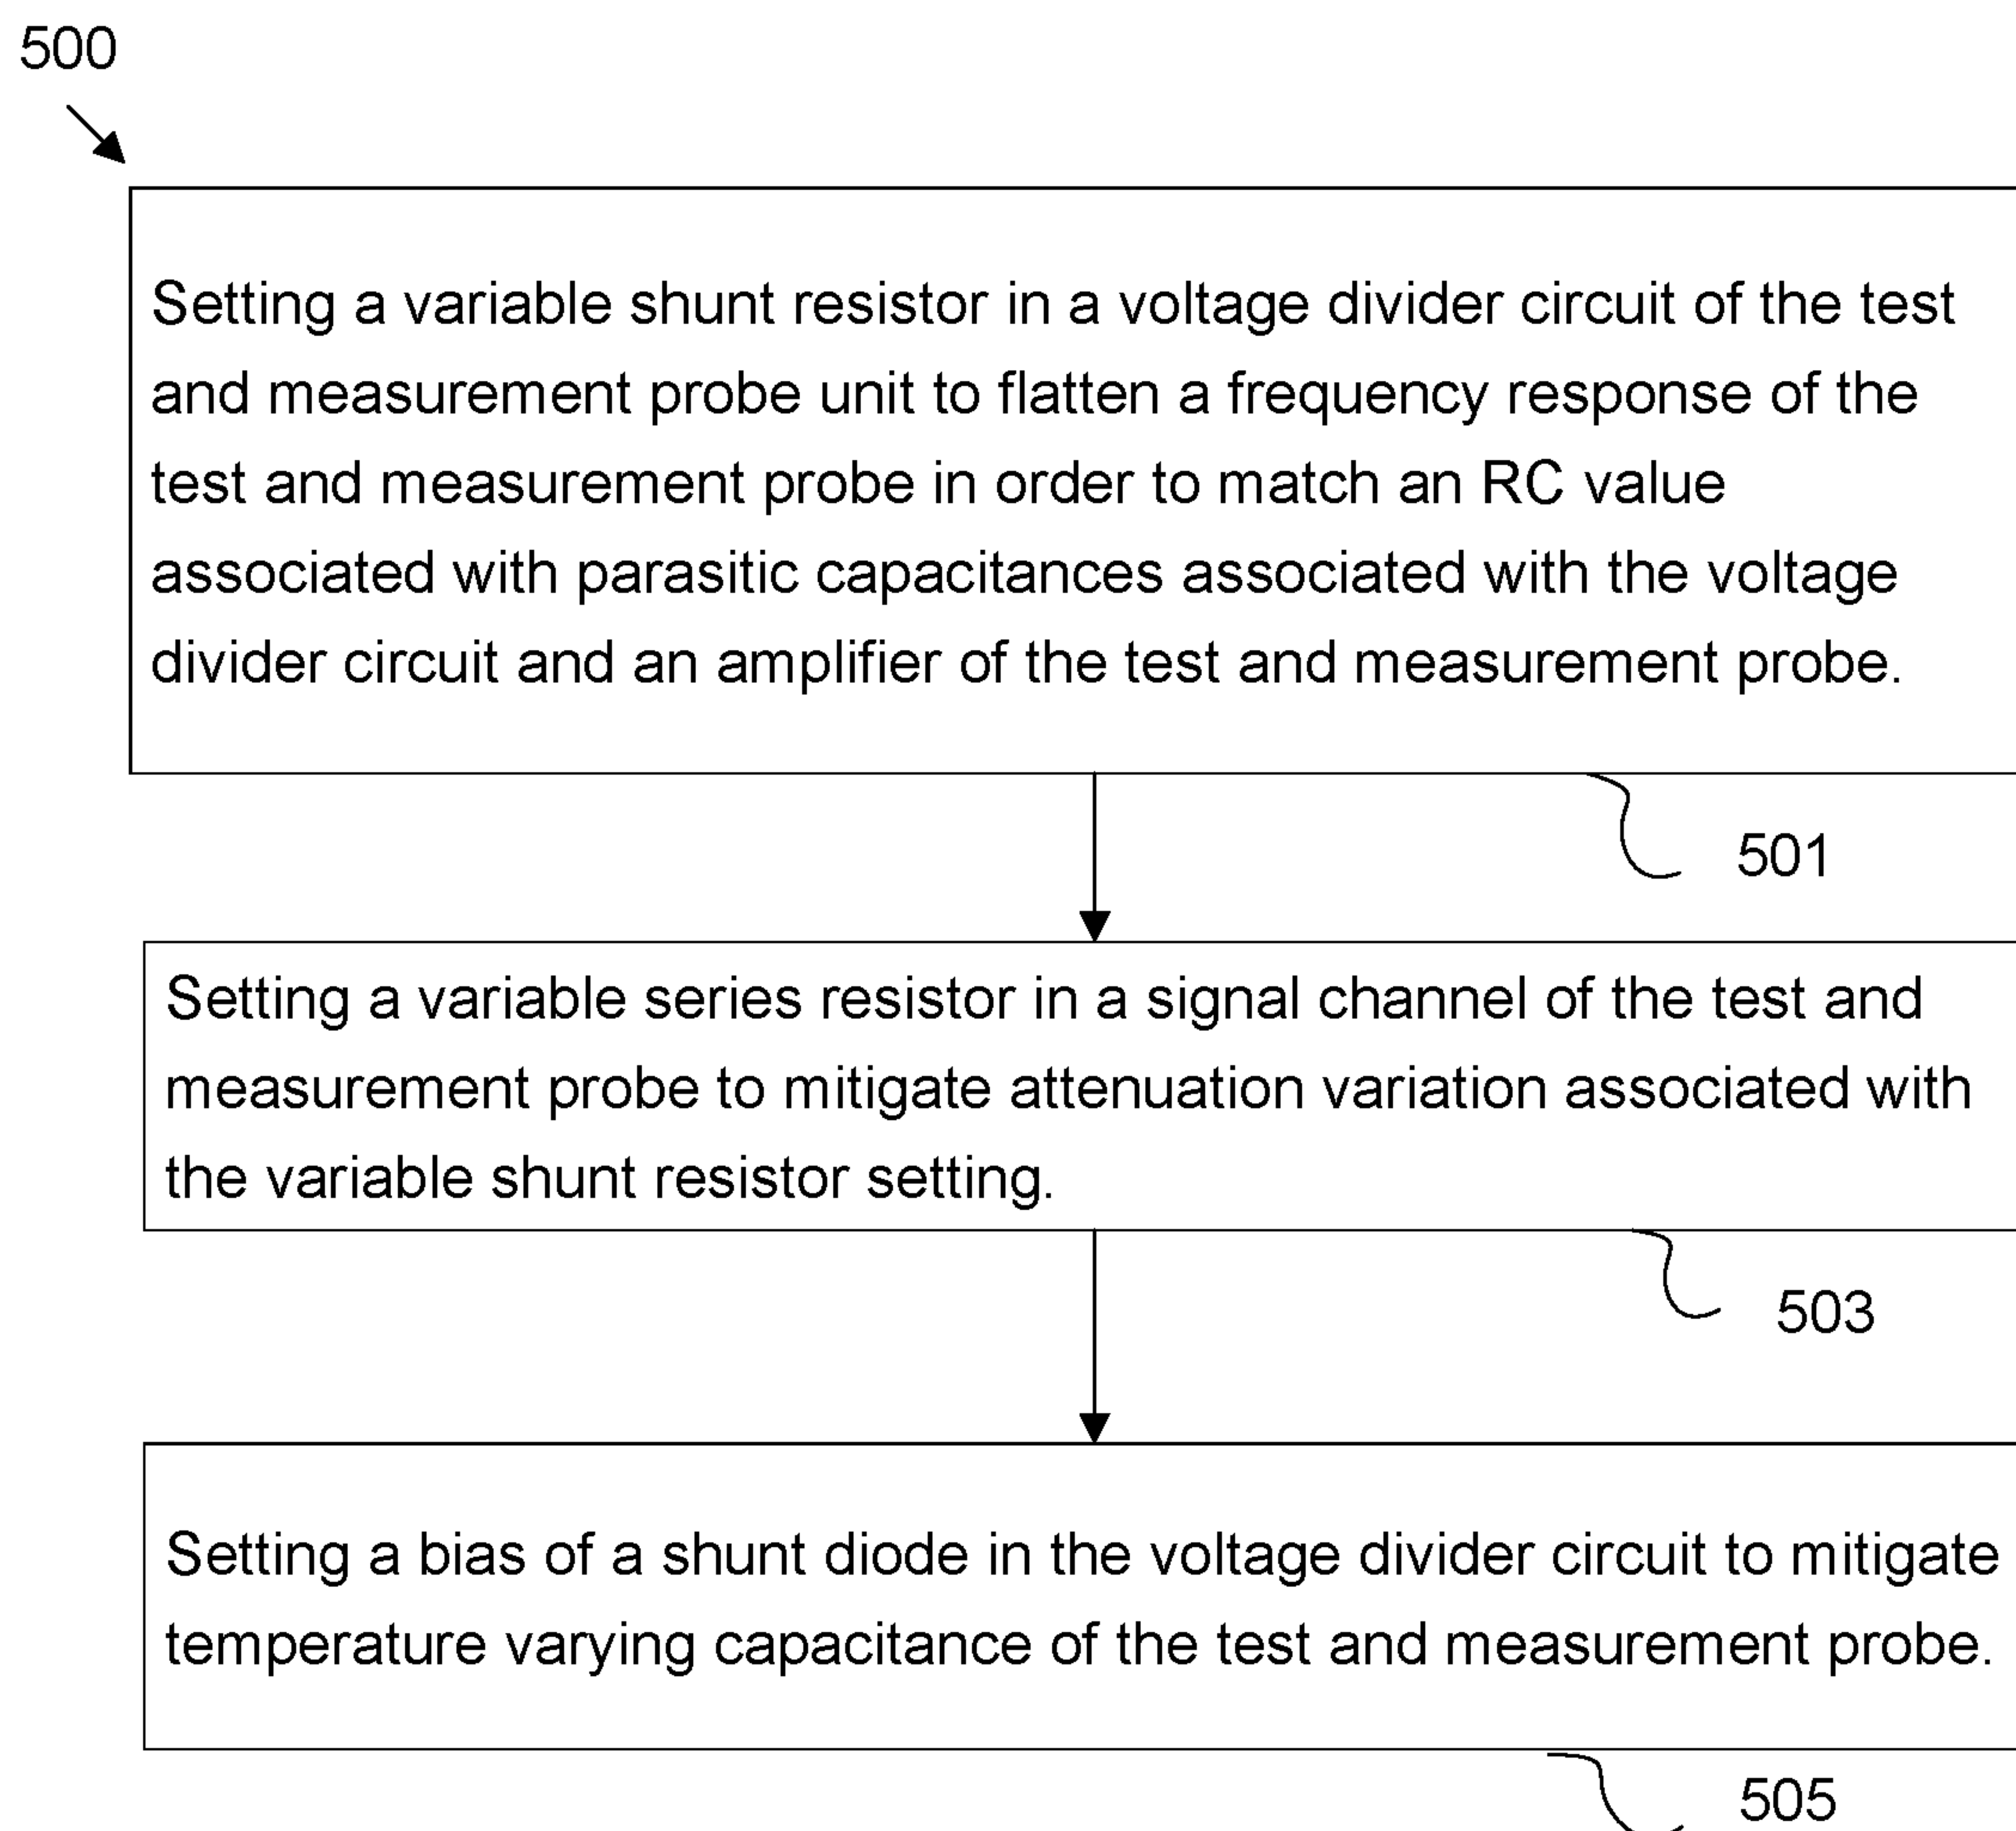 500
Setting a variable shunt resistor in a voltage divider circuit of the test
and measurement probe unit to flatten a frequency response of the
test and measurement probe in order to match an RC value
associated with parasitic capacitances associated with the voltage
divider circuit and an amplifier of the test and measurement probe.
501
Setting a variable series resistor in a signal channel of the test and
measurement probe to mitigate attenuation variation associated with
the variable shunt resistor setting.
503
Setting a bias of a shunt diode in the voltage divider circuit to mitigate
temperature varying capacitance of the test and measurement probe.
505